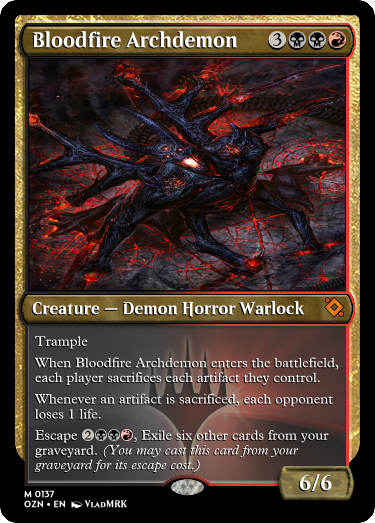 Bloodfire Archdemon 3
Creature — Demon Horror Warlock
Trample
When Bloodfire Archdemon enters the battlefield,
each player sacrifices each artifact they control.
Whenever an artifact is sacrificed, each opponent
loses 1 life.
Escape 2, Exile six other cards from your
graveyard. (You may cast this card from your
graveyard for its escape cost.)
6/6
M 0137
OZN • EN VladMRK